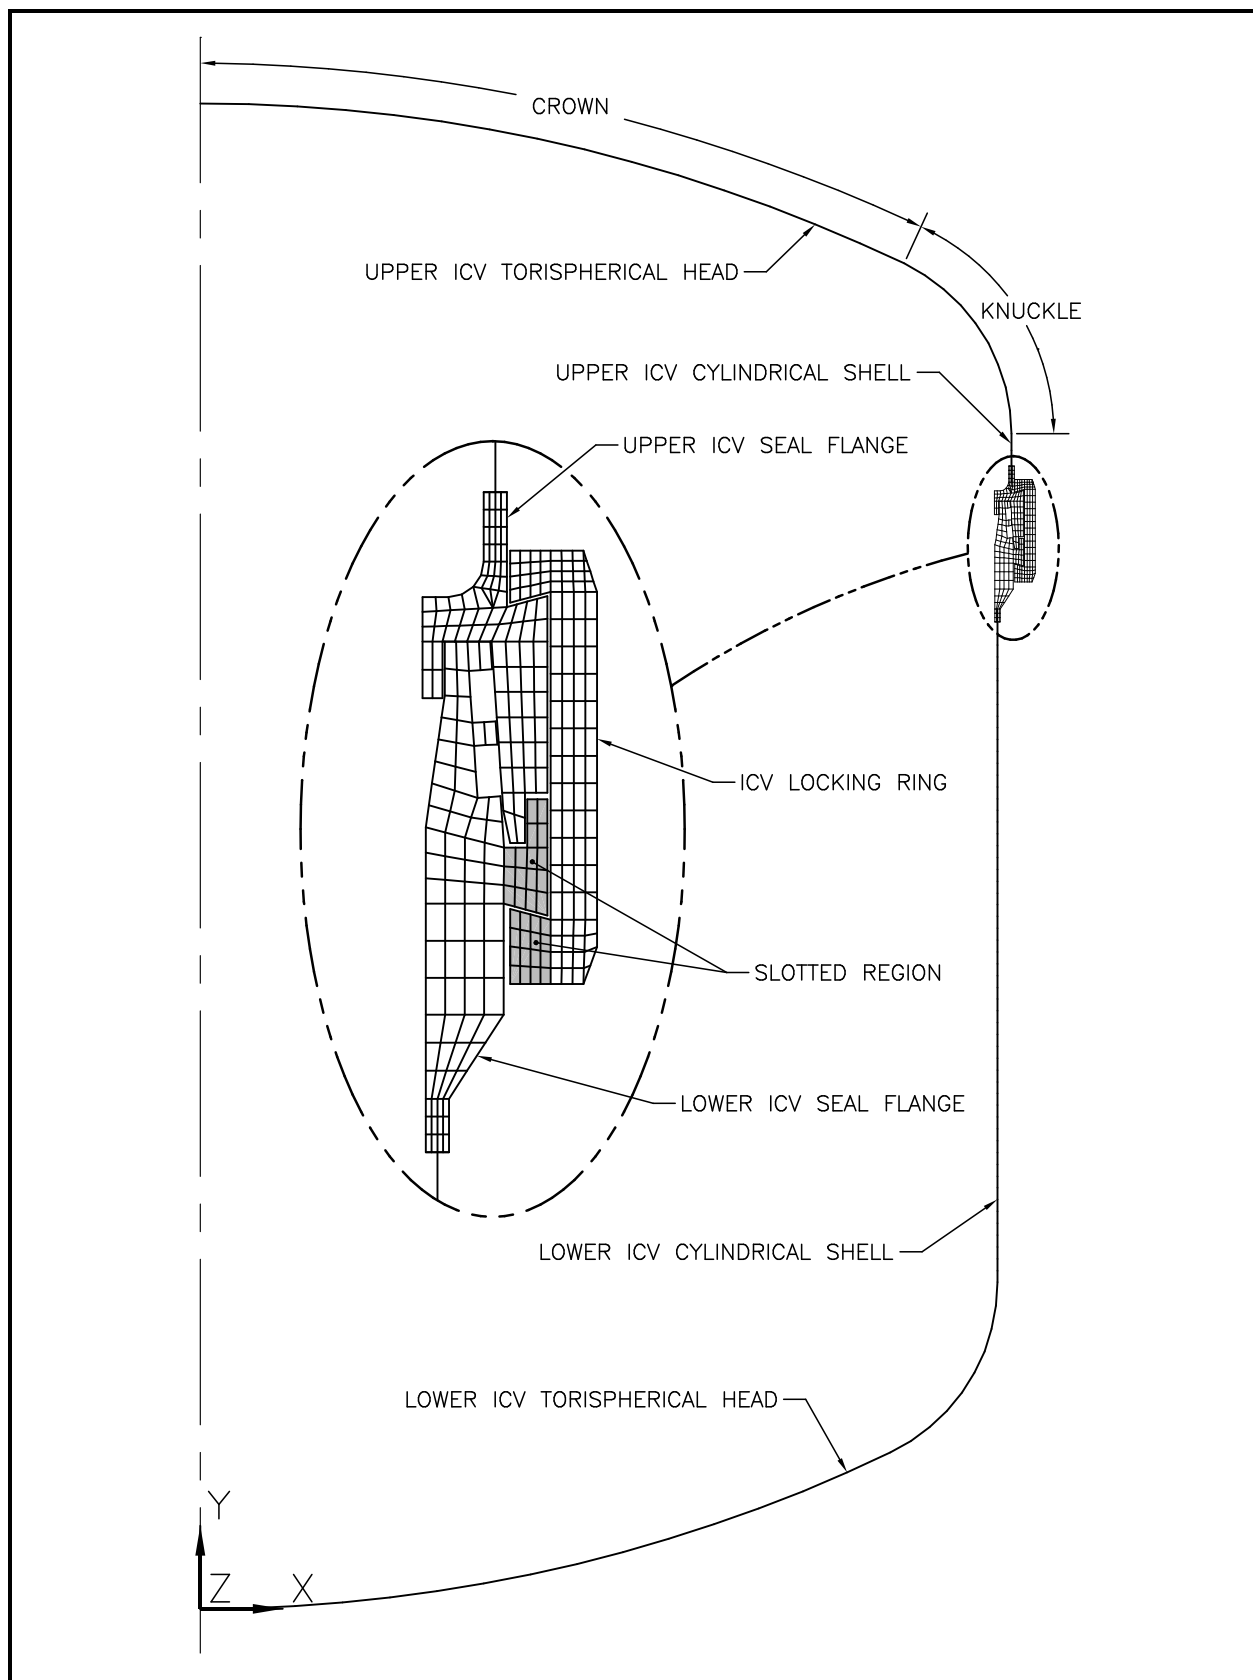 CROWN
UPPER ICV TORISPHERICAL HEAD
KNUCKLE
UPPER ICV CYLINDRICAL SHELL
UPPER ICV SEAL FLANGE
ICV LOCKING RING
SLOTTED REGION
LOWER ICV SEAL FLANGE
LOWER ICV CYLINDRICAL SHELL
LOWER ICV TORISPHERICAL HEAD
Y
Z X